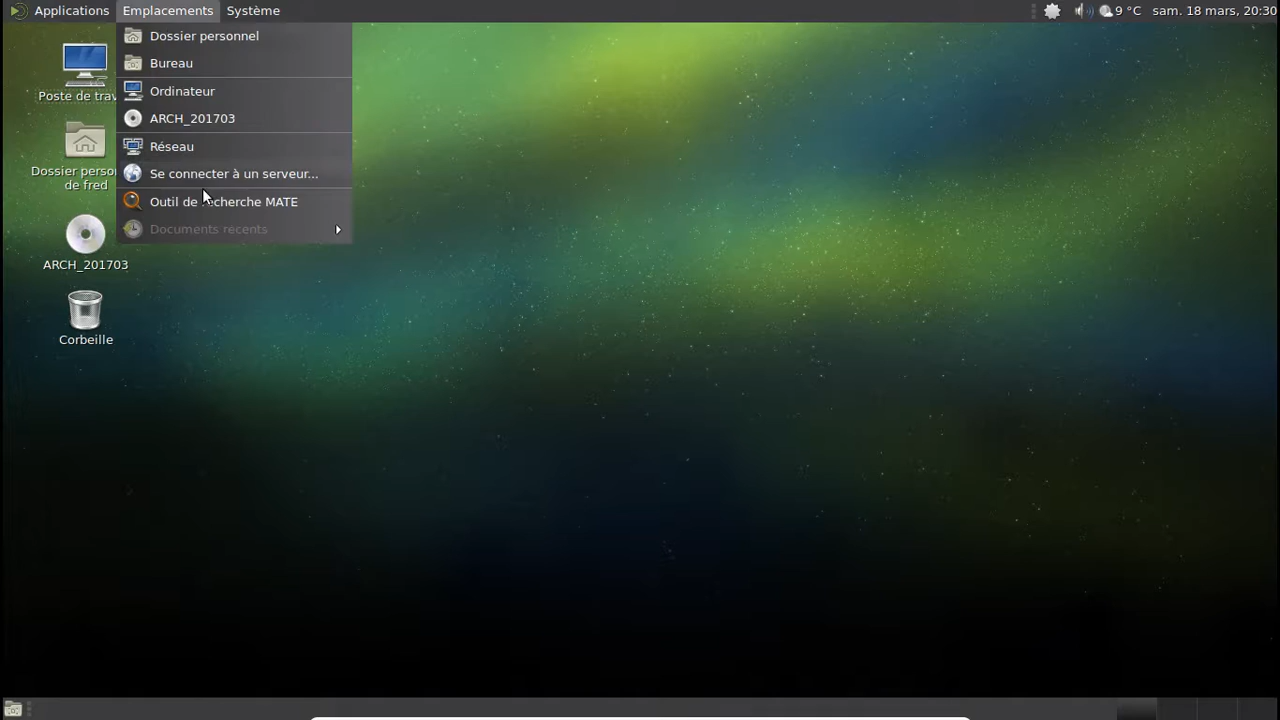 Applications Emplacements Système 9 °C sam. 18 mars, 20:30
Dossier personnel
Bureau
Ordinateur
ARCH_201703
Réseau
Se connecter à un serveur...
Outil de recherche MATE
Documents récents
Poste de trav
Dossier perso
de fred
ARCH_201703
Corbeille